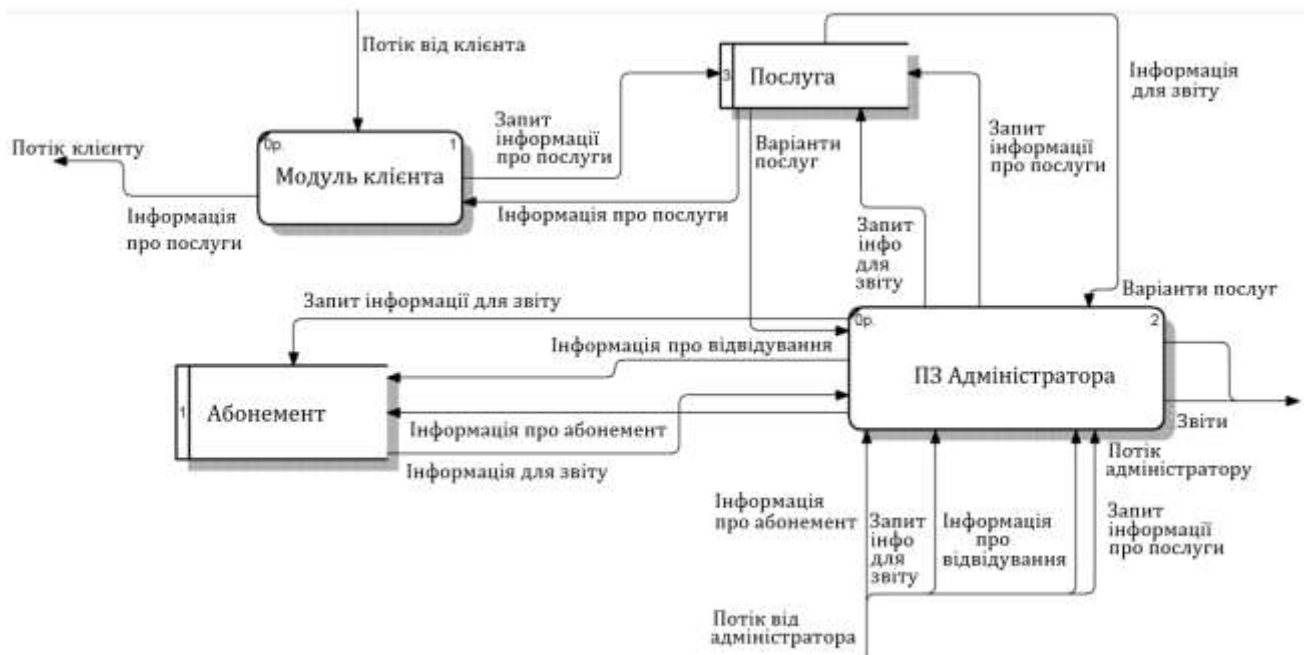 Потік від клієнта
3
Послуга
Інформація
для звіту
Запит
інформації
про послуги
Варіанти
послуг
Запит
інформації
про послуги
0р.
1
Модуль клієнта
Потік клієнту
Інформація
про послуги
Інформація про послуги
Запит
інфо
для
звіту
Запит інформації для звіту
Варіанти послуг
0р.
2
ПЗ Адміністратора
Інформація про відвідування
1
Абонемент
Інформація про абонемент
Інформація для звіту
Звіти
Потік
адміністратору
Інформація
про абонемент
Запит
інфо
для
звіту
Інформація
про
відвідування
Запит
інформації
про послуги
Потік від
адміністратора